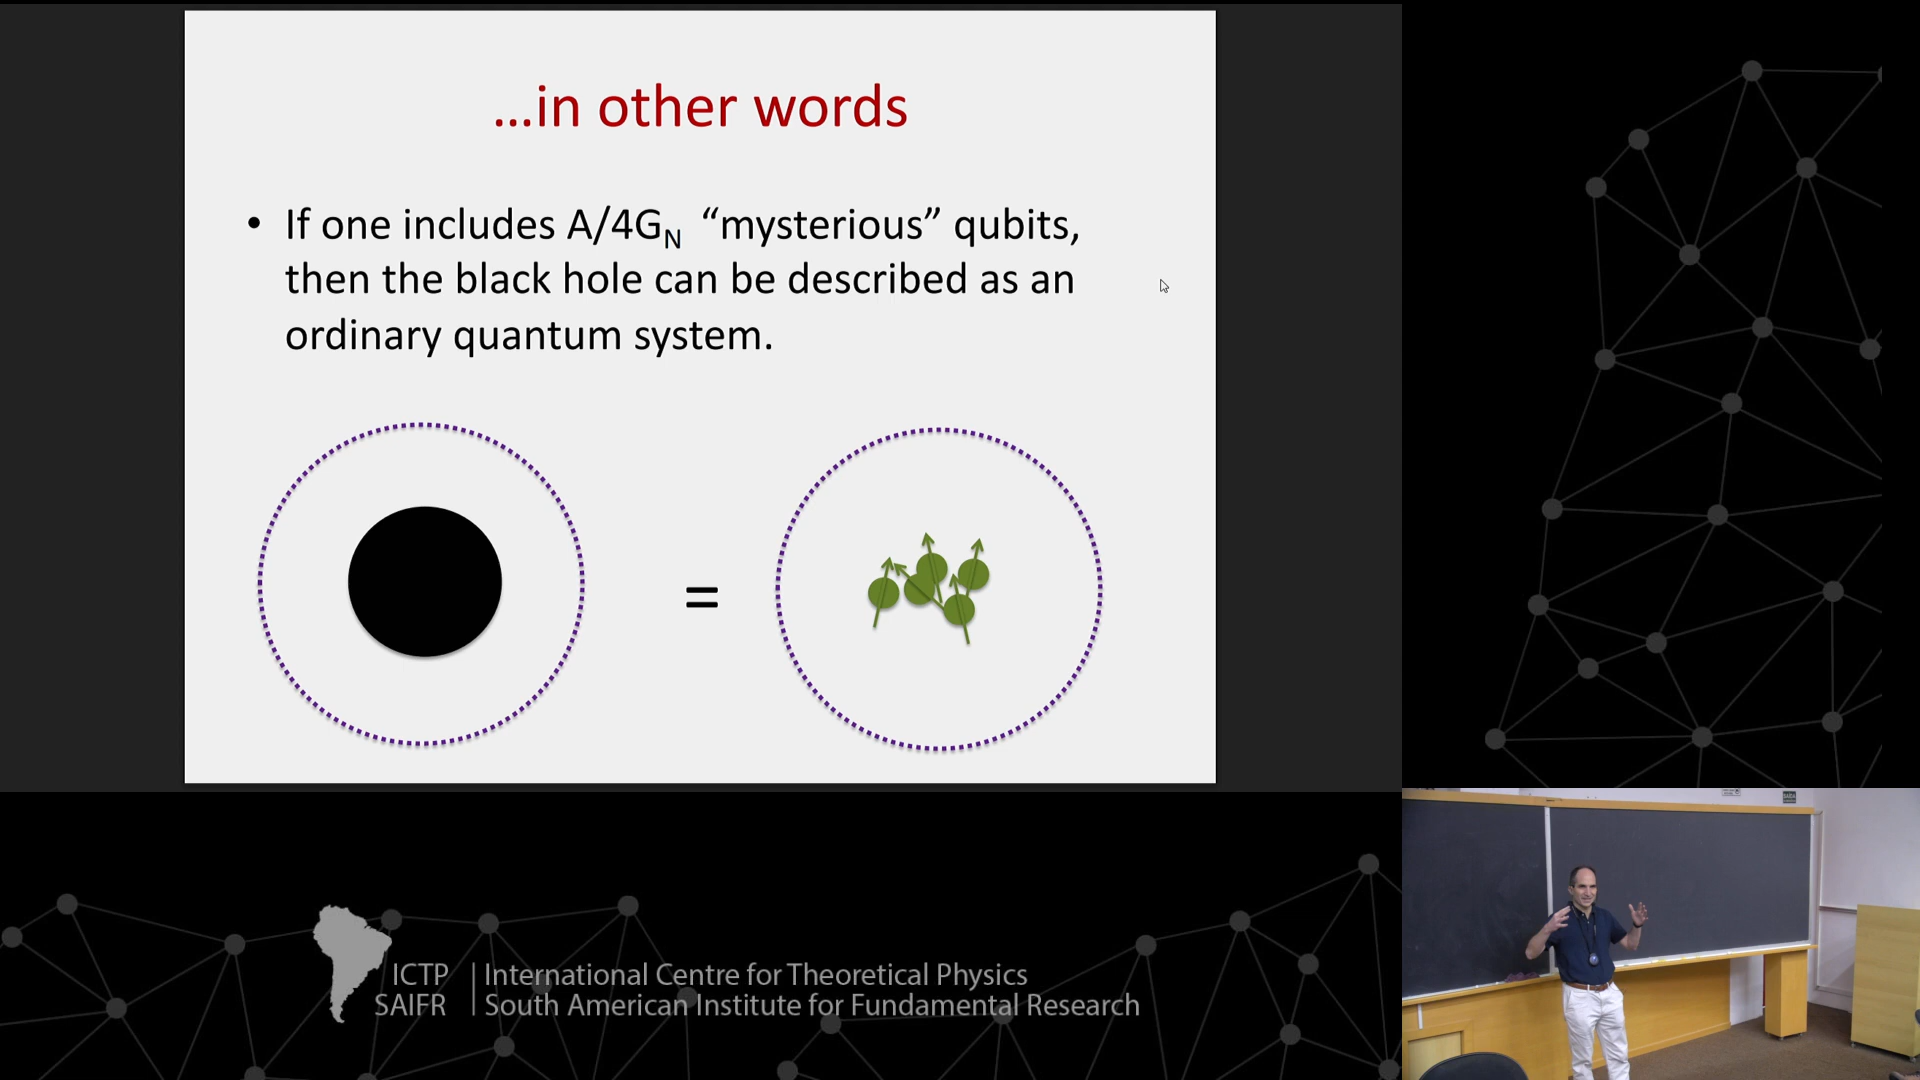 ...in other words
• If one includes A/4G_N “mysterious” qubits,
then the black hole can be described as an
ordinary quantum system.
=
ICTP | International Centre for Theoretical Physics
SAIFR | South American Institute for Fundamental Research